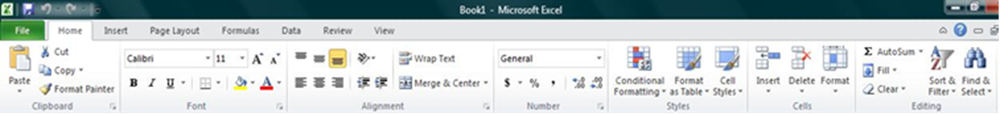 Book1 - Microsoft Excel
File Home Insert Page Layout Formulas Data Review View
Paste
Cut
Copy
Format Painter
Clipboard
Calibri 11 A A
B I U A
Font
Wrap Text
Merge & Center
Alignment
General
$ % ,
.00 .0
Number
Conditional Formatting
Format as Table
Cell Styles
Styles
Insert Delete Format
Cells
Σ AutoSum
Fill
Clear
Sort & Filter
Find & Select
Editing